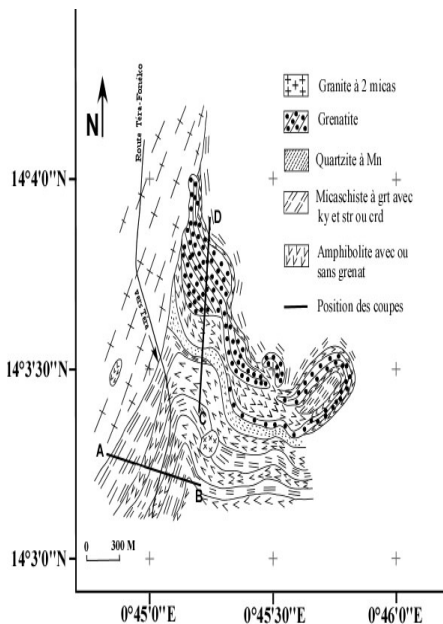 N
Route Téra-Fonéko
Vers Téra
Granite à 2 micas
Grenatite
Quartzite à Mn
Micaschiste à grt avec
ky et str ou crd
Amphibolite avec ou
sans grenat
Position des coupes
14°4'0"N
14°3'30"N
14°3'0"N
D
C
A
B
0 300 M
0°45'0"E
0°45'30"E
0°46'0"E